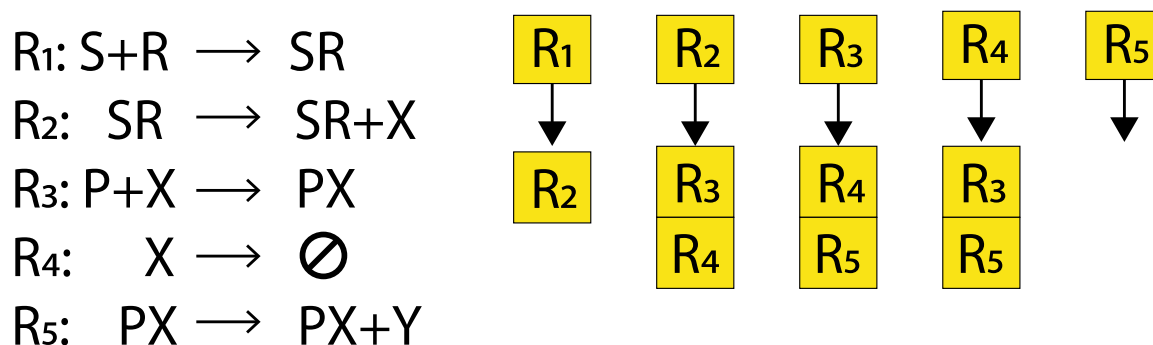 R1: S+R → SR
R2: SR → SR+X
R3: P+X → PX
R4: X → ∅
R5: PX → PX+Y
R1 R2 R3 R4 R5
R2 R3 R4 R3
R4 R5 R5